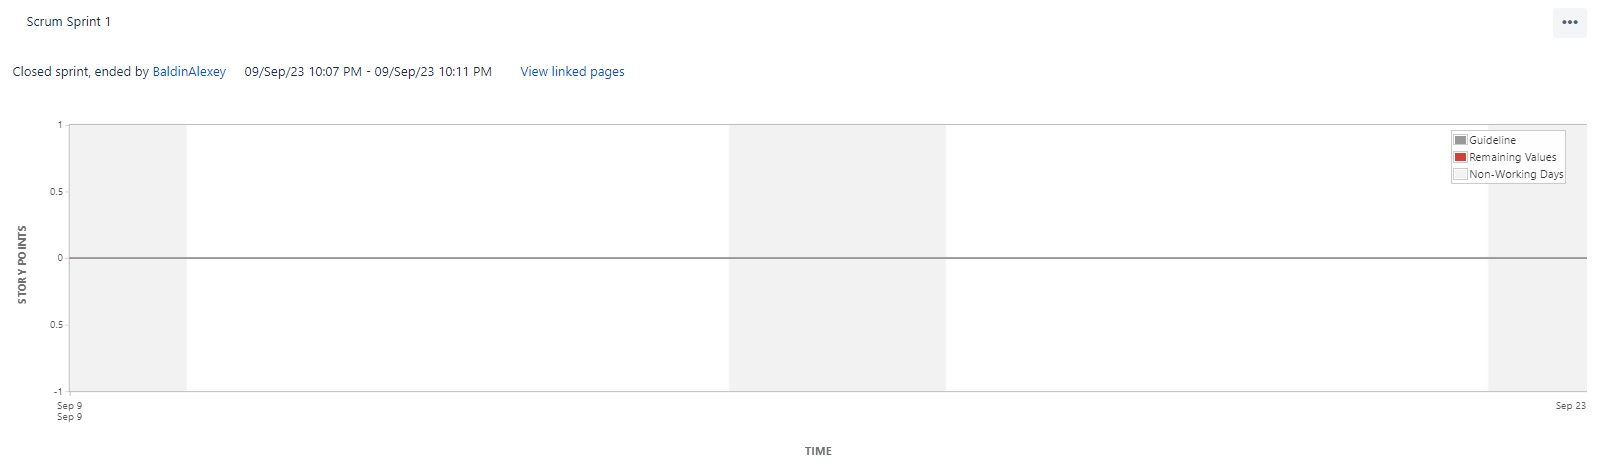 Scrum Sprint 1
•••
Closed sprint, ended by BaldinAlexey 09/Sep/23 10:07 PM - 09/Sep/23 10:11 PM View linked pages
1
0.5
0
0.5
-1
STORY POINTS
Guideline
Remaining Values
Non-Working Days
Sep 9
Sep 9
Sep 23
TIME